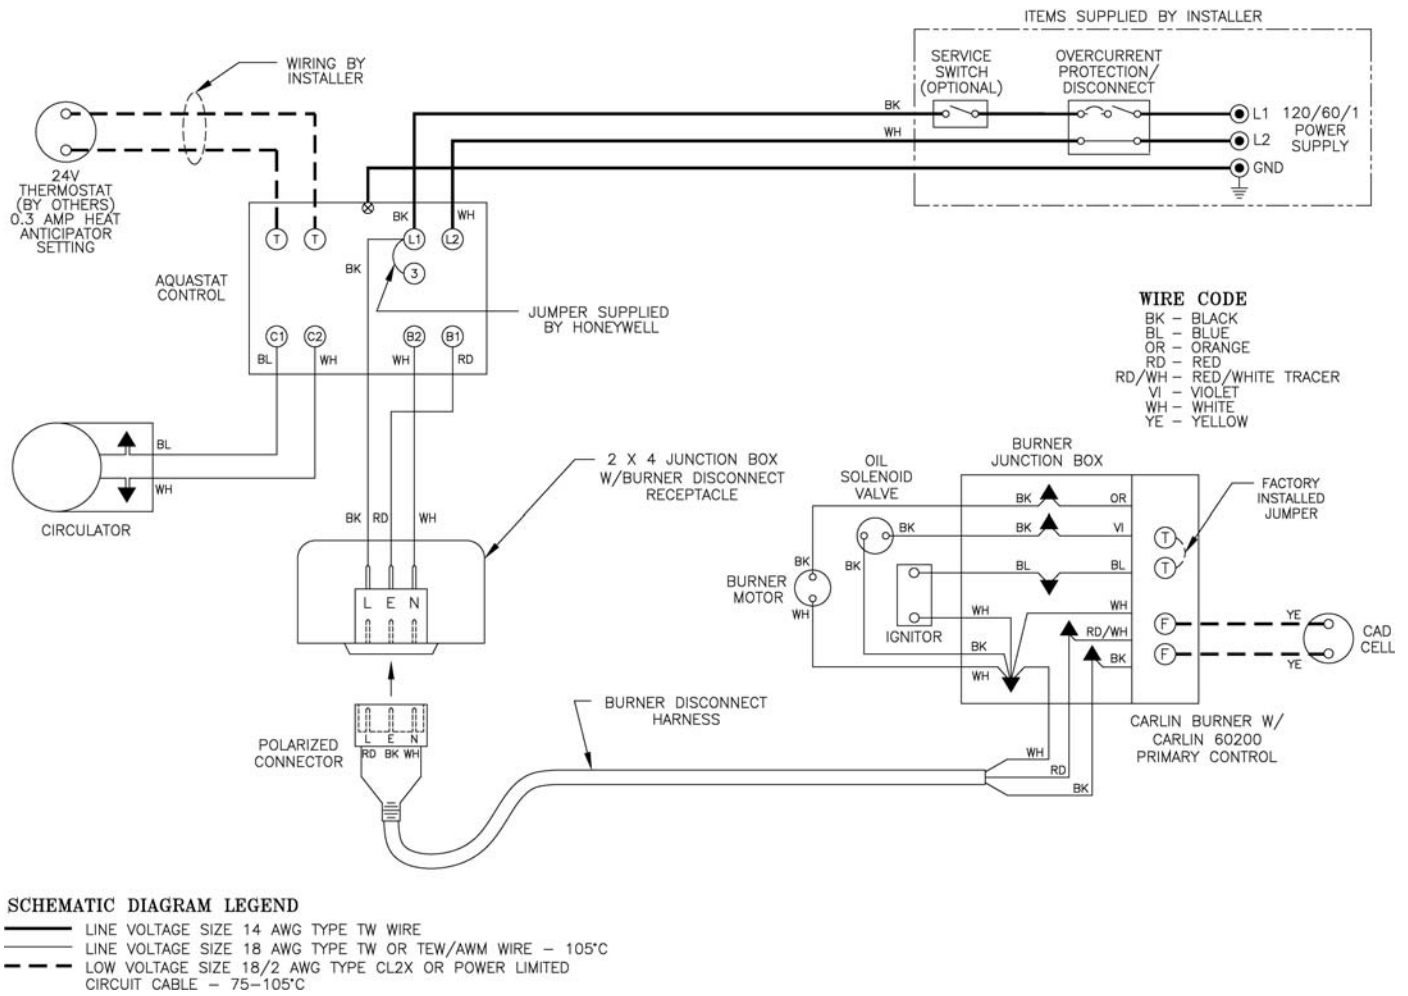 ITEMS SUPPLIED BY INSTALLER
WIRING BY
INSTALLER
SERVICE
SWITCH
(OPTIONAL)
OVERCURRENT
PROTECTION/
DISCONNECT
BK
WH
L1
L2
GND
120/60/1
POWER
SUPPLY
24V
THERMOSTAT
(BY OTHERS)
0.3 AMP HEAT
ANTICIPATOR
SETTING
AQUASTAT
CONTROL
T
T
BK
WH
L1
L2
3
BK
JUMPER SUPPLIED
BY HONEYWELL
C1
C2
B2
B1
BL
WH
WH
RD
WIRE CODE
BK – BLACK
BL – BLUE
OR – ORANGE
RD – RED
RD/WH – RED/WHITE TRACER
VI – VIOLET
WH – WHITE
YE – YELLOW
BL
WH
CIRCULATOR
2 X 4 JUNCTION BOX
W/BURNER DISCONNECT
RECEPTACLE
BK
RD
WH
L E N
BURNER
JUNCTION BOX
OIL
SOLENOID
VALVE
FACTORY
INSTALLED
JUMPER
BK
OR
BK
BK
VI
T
T
BK
BK
BL
BL
BURNER
MOTOR
WH
IGNITOR
WH
WH
RD/WH
BK
BK
WH
F
F
YE
YE
CAD
CELL
CARLIN BURNER W/
CARLIN 60200
PRIMARY CONTROL
BURNER DISCONNECT
HARNESS
POLARIZED
CONNECTOR
L E N
RD BK WH
WH
RD
BK
SCHEMATIC DIAGRAM LEGEND
LINE VOLTAGE SIZE 14 AWG TYPE TW WIRE
LINE VOLTAGE SIZE 18 AWG TYPE TW OR TEW/AWM WIRE – 105°C
LOW VOLTAGE SIZE 18/2 AWG TYPE CL2X OR POWER LIMITED
CIRCUIT CABLE – 75–105°C